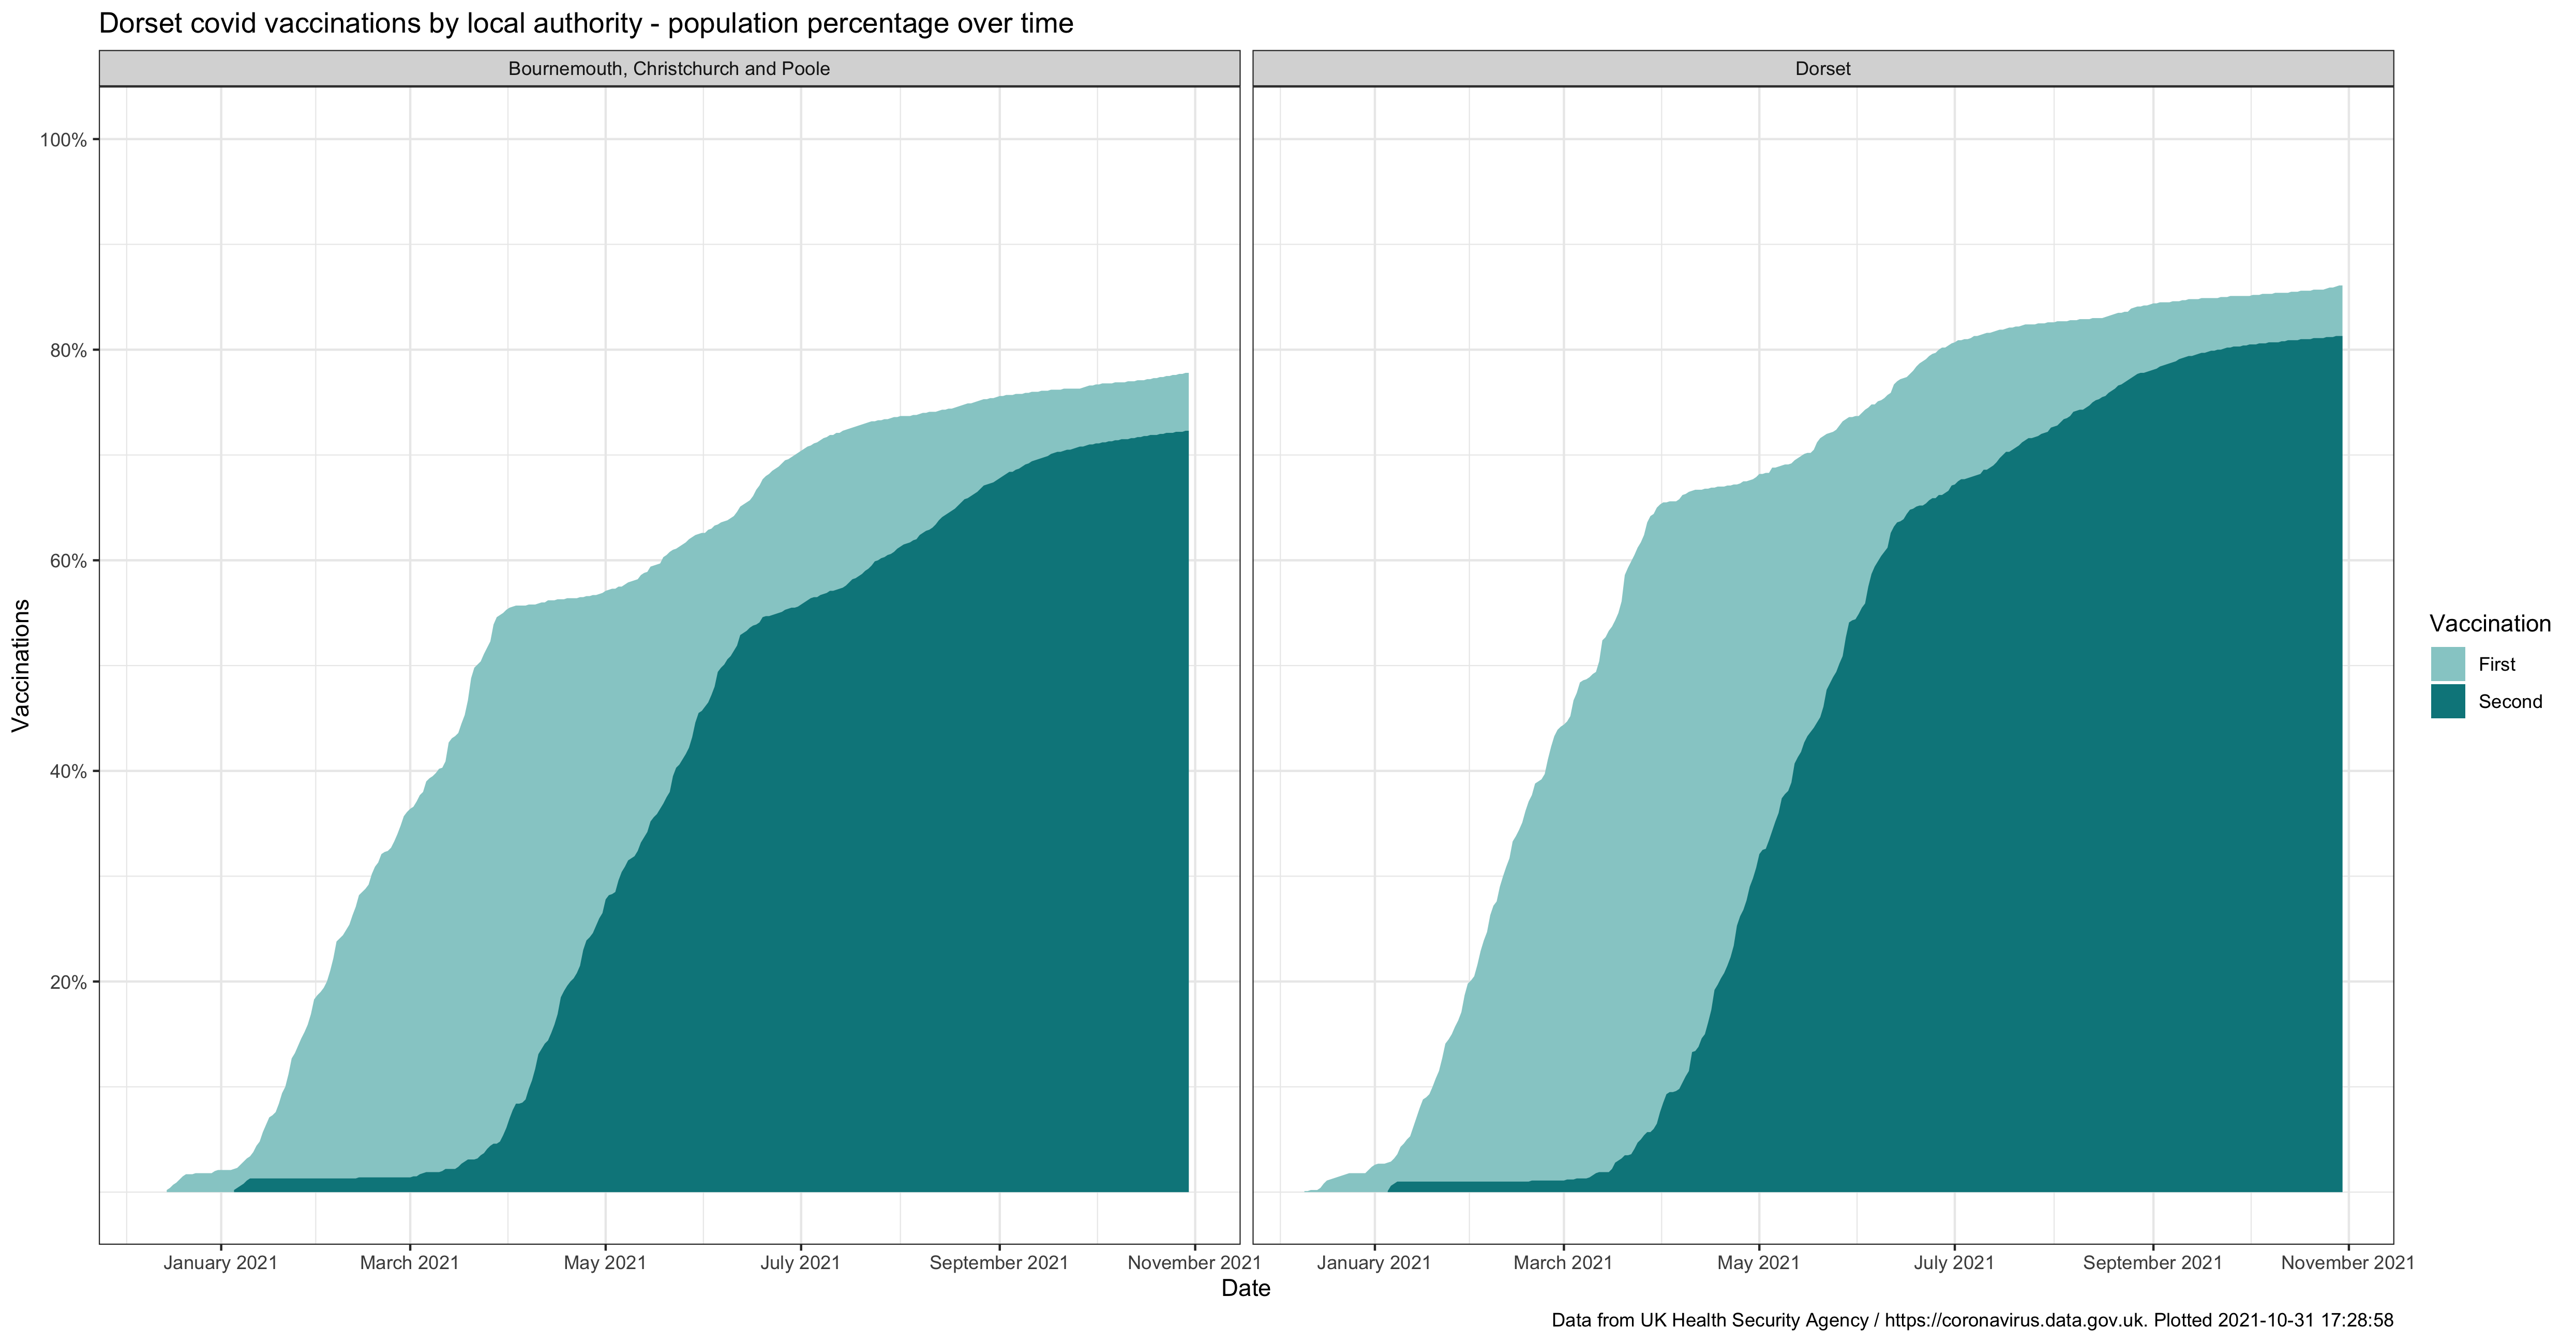 Dorset covid vaccinations by local authority - population percentage over time
Bournemouth, Christchurch and Poole
Dorset
100%
80%
60%
40%
20%
Vaccinations
January 2021
March 2021
May 2021
July 2021
September 2021
November 2021
January 2021
March 2021
May 2021
July 2021
September 2021
November 2021
Date
Vaccination
First
Second
Data from UK Health Security Agency / https://coronavirus.data.gov.uk. Plotted 2021-10-31 17:28:58